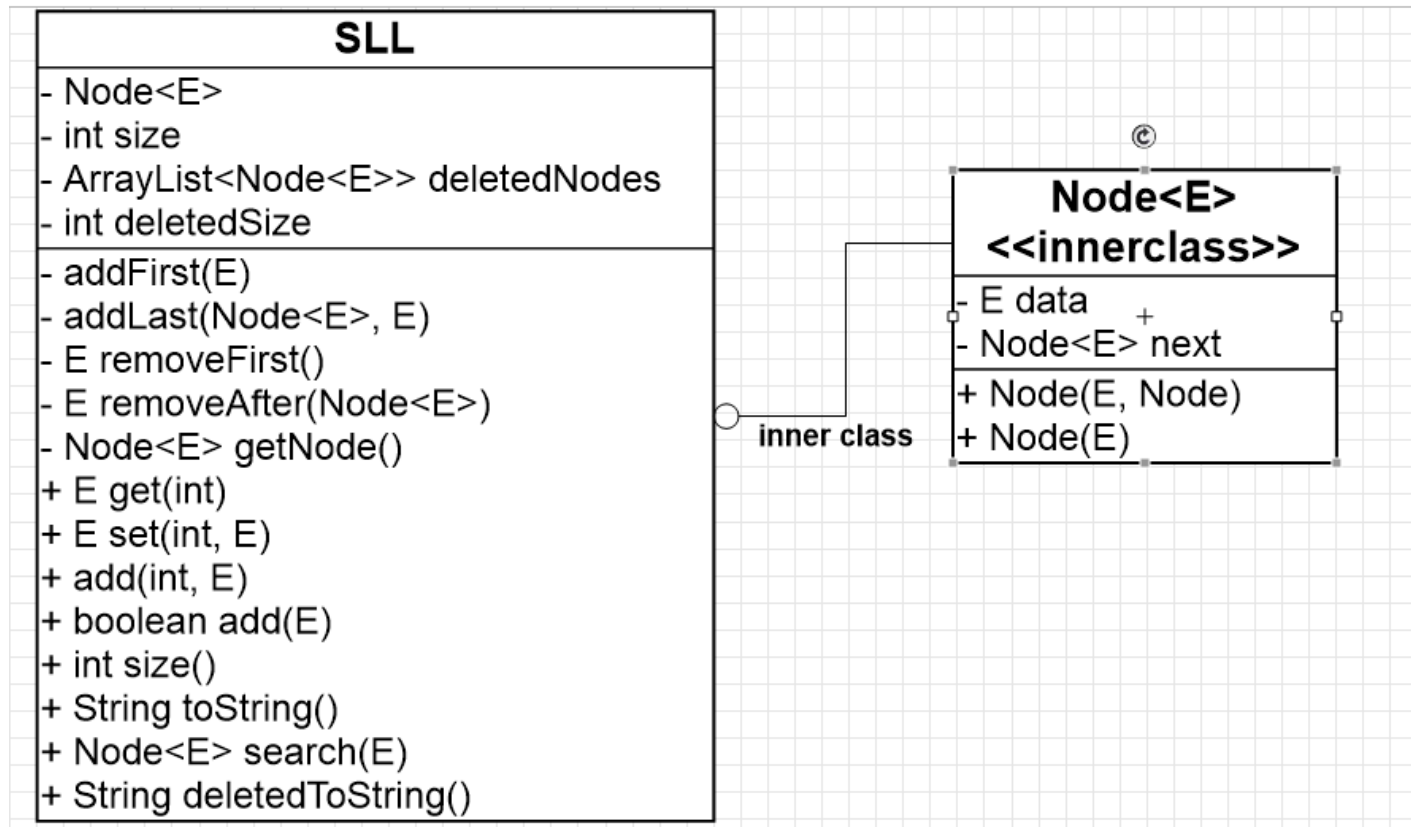 SLL
- Node<E>
- int size
- ArrayList<Node<E>> deletedNodes
- int deletedSize
- addFirst(E)
- addLast(Node<E>, E)
- E removeFirst()
- E removeAfter(Node<E>)
- Node<E> getNode()
+ E get(int)
+ E set(int, E)
+ add(int, E)
+ boolean add(E)
+ int size()
+ String toString()
+ Node<E> search(E)
+ String deletedToString()
inner class
Node<E>
<<innerclass>>
- E data
- Node<E> next
+ Node(E, Node)
+ Node(E)